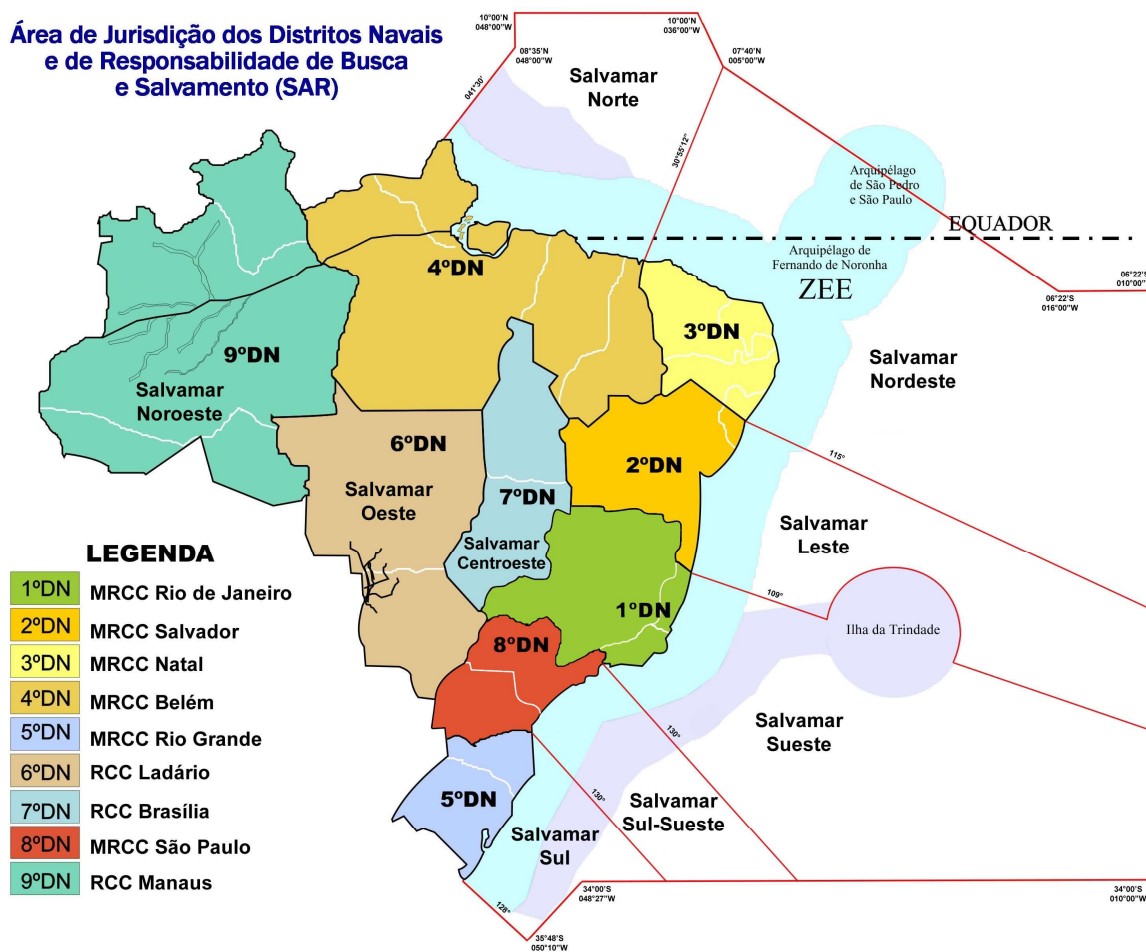 Área de Jurisdição dos Distritos Navais
e de Responsabilidade de Busca
e Salvamento (SAR)
10°00'N
048°00'W
10°00'N
036°00'W
08°35'N
048°00'W
07°40'N
005°00'W
041°30'
Salvamar
Norte
30°55'12"
Arquipélago
de São Pedro
e São Paulo
EQUADOR
Arquipélago de
Fernando de Noronha
ZEE
06°22'S
010°00'W
06°22'S
016°00'W
4ºDN
3ºDN
9ºDN
Salvamar
Noroeste
Salvamar
Nordeste
6ºDN
Salvamar
Oeste
2ºDN
115°
7ºDN
Salvamar
Centroeste
Salvamar
Leste
109°
1ºDN
Ilha da Trindade
8ºDN
Salvamar
Sueste
130°
130°
5ºDN
Salvamar
Sul-Sueste
Salvamar
Sul
128°
34°00'S
048°27'W
34°00'S
010°00'W
35°48'S
050°10'W
LEGENDA
1ºDN MRCC Rio de Janeiro
2ºDN MRCC Salvador
3ºDN MRCC Natal
4ºDN MRCC Belém
5ºDN MRCC Rio Grande
6ºDN RCC Ladário
7ºDN RCC Brasília
8ºDN MRCC São Paulo
9ºDN RCC Manaus